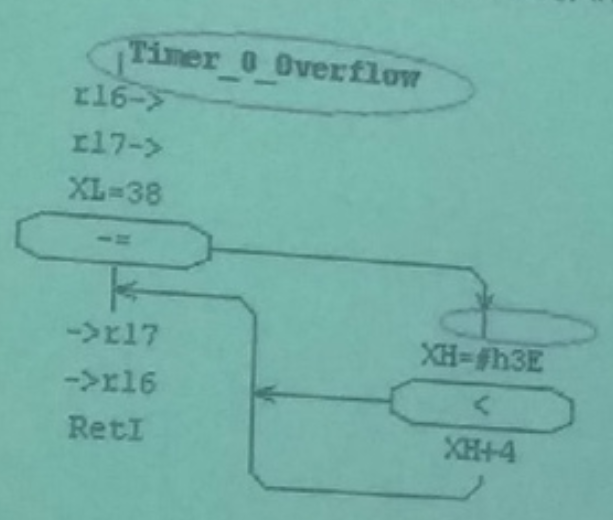 Timer_0_Overflow
r16->
r17->
XL=38
-=
->r17
->r16
RetI
XH=#h3E
<
XH+4